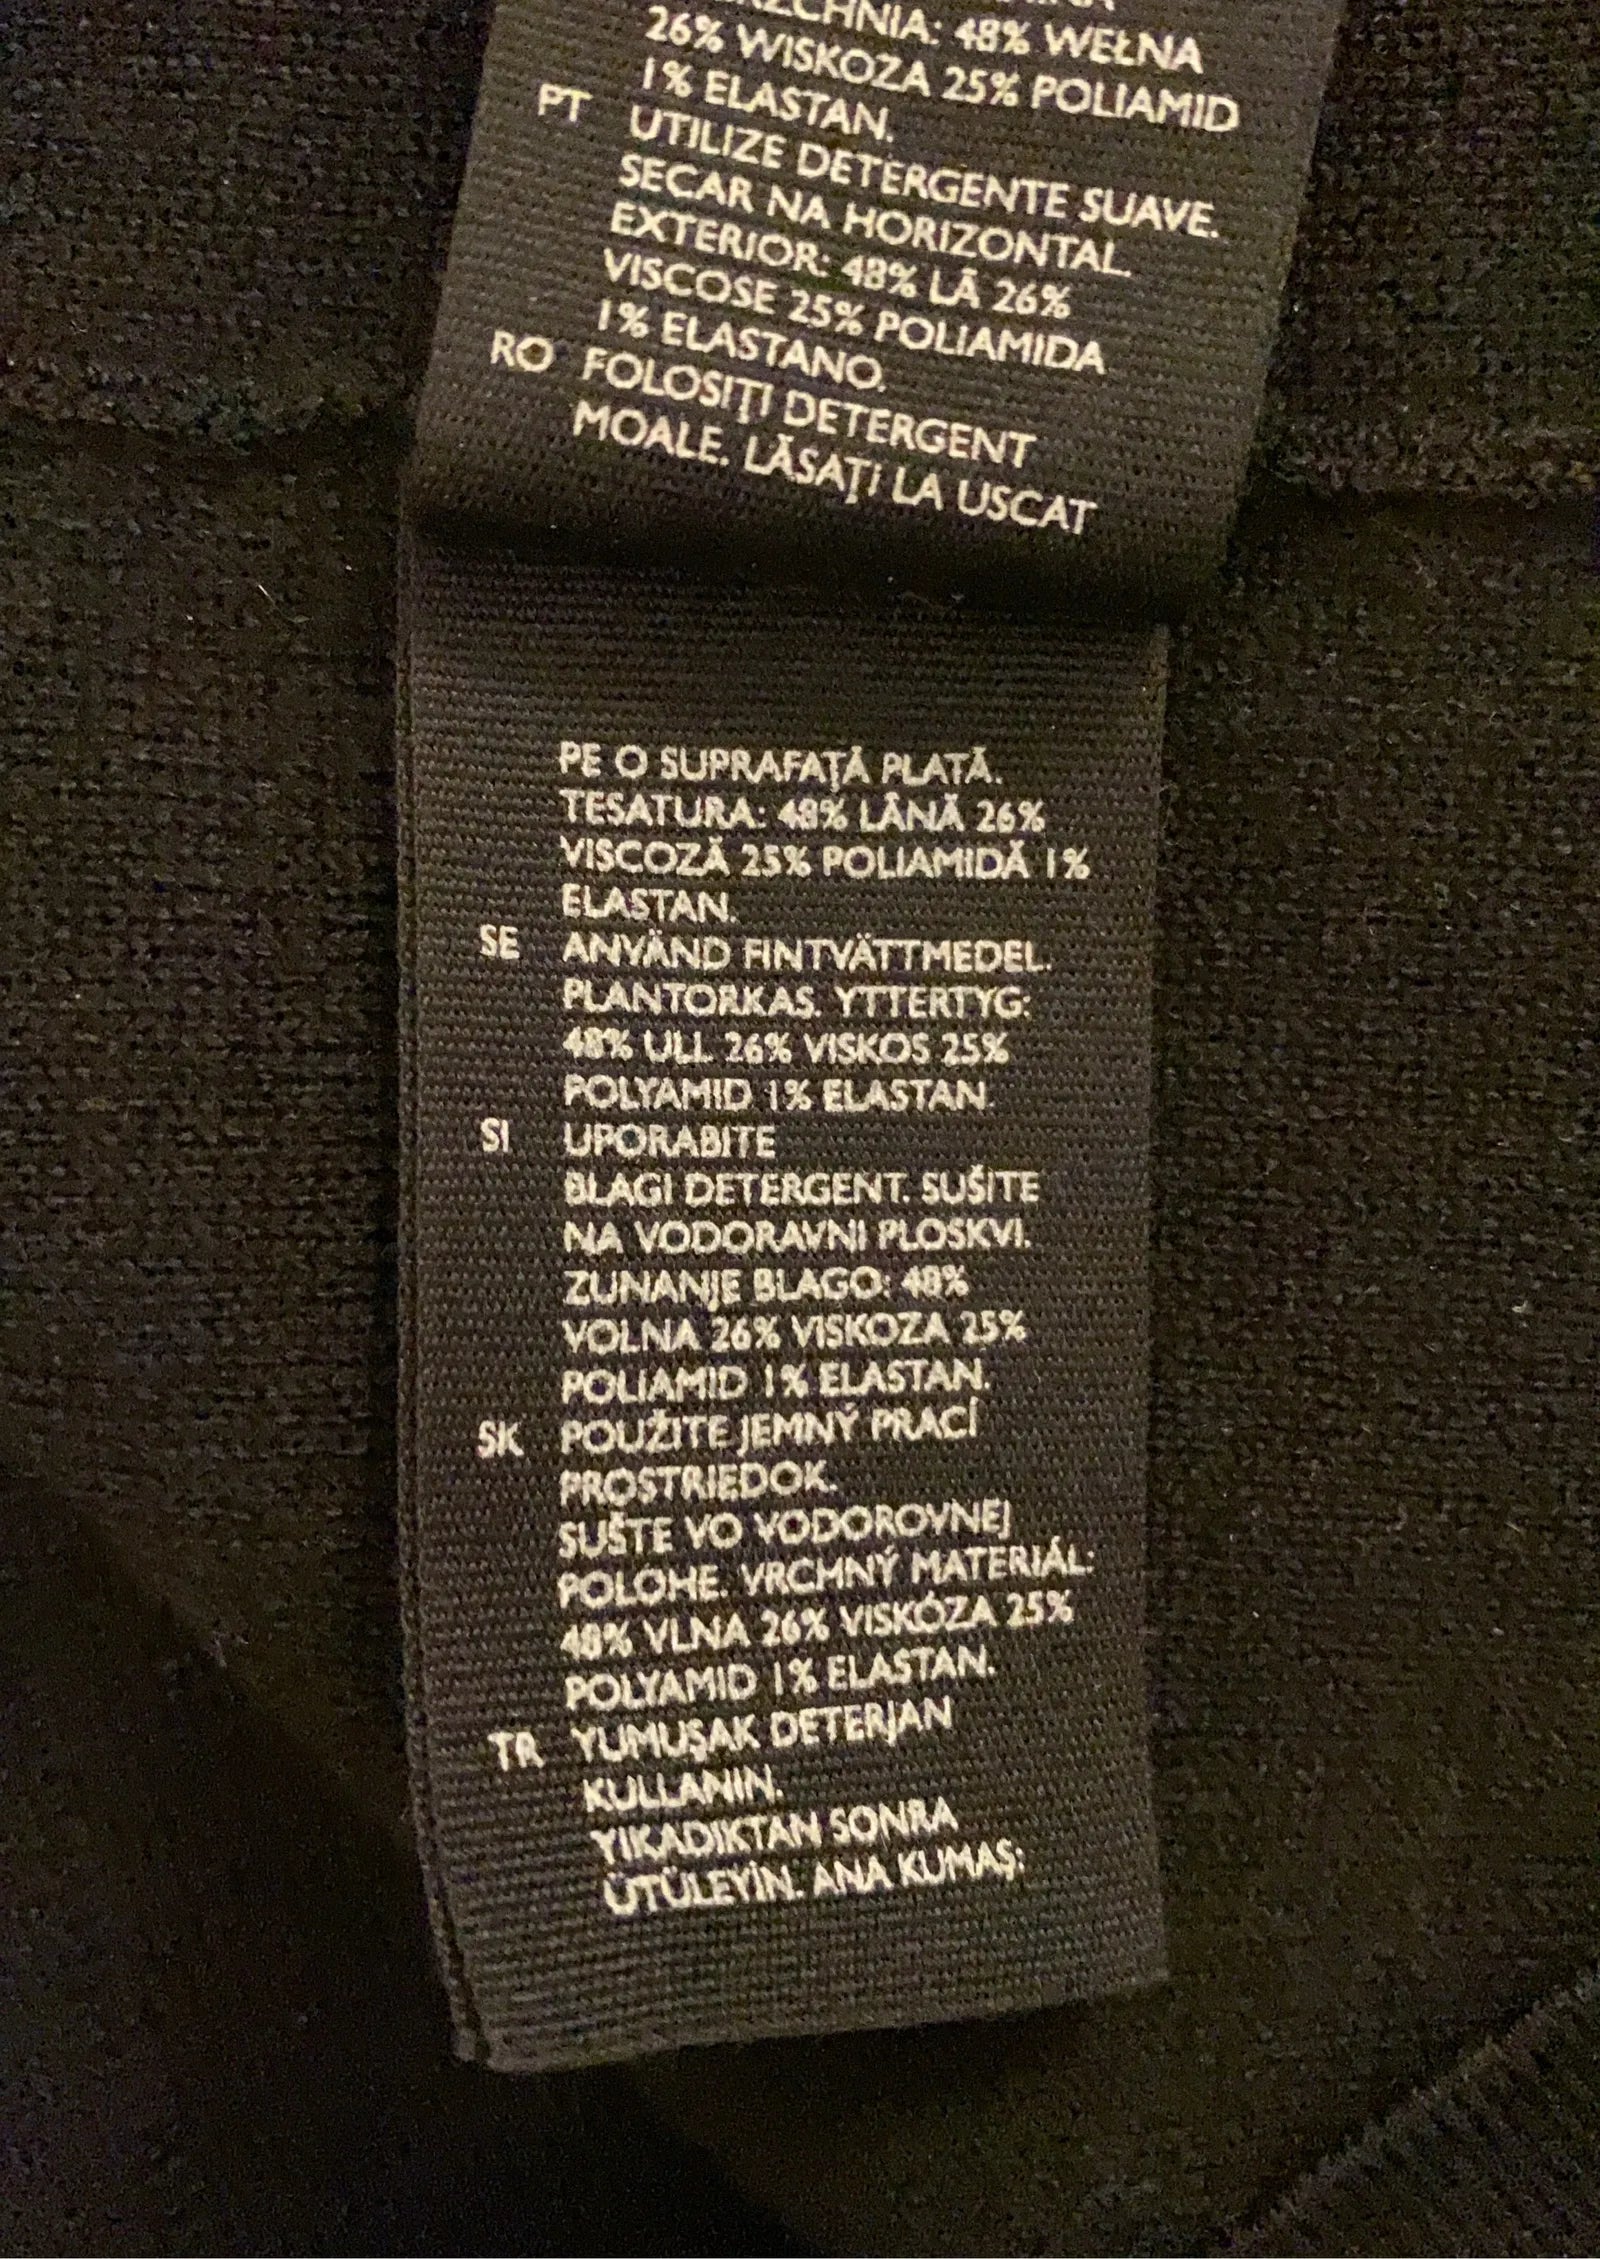 48% WEŁNA
26% WISKOZA 25% POLIAMID
1% ELASTAN.
PT UTILIZE DETERGENTE SUAVE.
SECAR NA HORIZONTAL.
EXTERIOR: 48% LÃ 26%
VISCOSE 25% POLIAMIDA
1% ELASTANO.
RO FOLOSIȚI DETERGENT
MOALE. LĂSAȚI LA USCAT
PE O SUPRAFAȚĂ PLATĂ.
TESATURA: 48% LÂNĂ 26%
VISCOZĂ 25% POLIAMIDĂ 1%
ELASTAN.
SE ANVÄND FINTVÄTTMEDEL.
PLANTORKAS. YTTERTYG:
48% ULL 26% VISKOS 25%
POLYAMID 1% ELASTAN.
SI UPORABITE
BLAGI DETERGENT. SUŠITE
NA VODORAVNI PLOSKVI.
ZUNANJE BLAGO: 48%
VOLNA 26% VISKOZA 25%
POLIAMID 1% ELASTAN.
SK POUŽITE JEMNÝ PRACÍ
PROSTRIEDOK.
SUŠTE VO VODOROVNEJ
POLOHE. VRCHNÝ MATERIÁL:
48% VLNA 26% VISKÓZA 25%
POLYAMID 1% ELASTAN.
TR YUMUŞAK DETERJAN
KULLANIN.
YIKADIKTAN SONRA
ÜTÜLEYİN. ANA KUMAŞ: